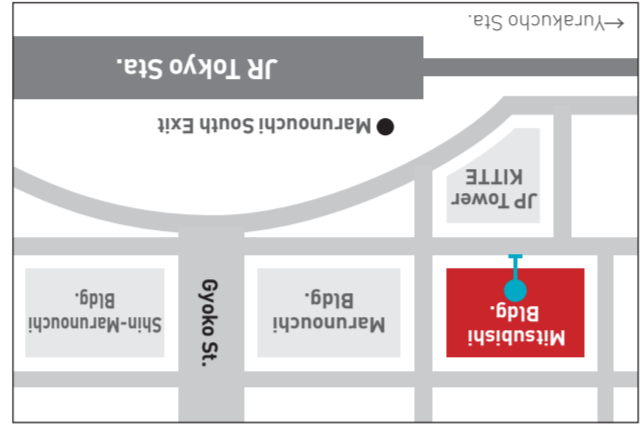 Mitsubishi
Bldg.
Marunouchi
Bldg.
Gyoko St.
Shin-Marunouchi
Bldg.
JP Tower
KITTE
Marunouchi South Exit
JR Tokyo Sta.
←Yurakucho Sta.